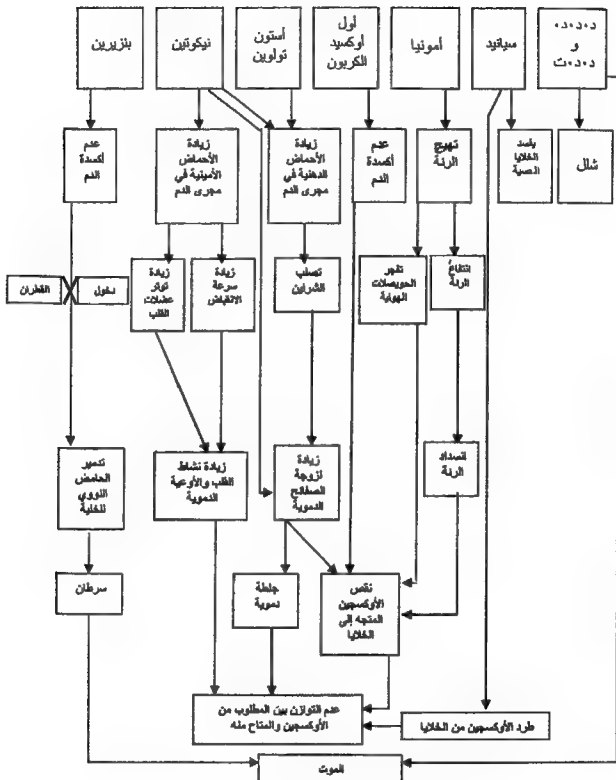 د.د.د.
و
د.د.ت
سيانيد
أمونيا
أول
أوكسيد
الكربون
أستون
تولوين
نيكوتين
بنزبرين
شلل
يفسد
الخلايا
العصبية
تهيج
الرئة
عدم
أكسدة
الدم
زيادة
الأحماض
الدهنية في
مجرى الدم
زيادة
الأحماض
الأمينية في
مجرى الدم
عدم
أكسدة
الدم
انتفاخ
الرئة
تفجر
الحويصلات
الهوائية
تصلب
الشراين
زيادة
سرعة
الانقباض
زيادة
توتر
عضلات
القلب
دخول
القطران
انسداد
الرئة
زيادة
لزوجة
الصفائح
الدموية
زيادة نشاط
القلب والأوعية
الدموية
تدمير
الحامض
النووي
للخلية
نقص
الأوكسجين
المتجه إلى
الخلايا
جلطة
دموية
سرطان
طرد الأوكسجين من الخلايا
عدم التوازن بين المطلوب من
الأوكسجين والمتاح منه
الموت